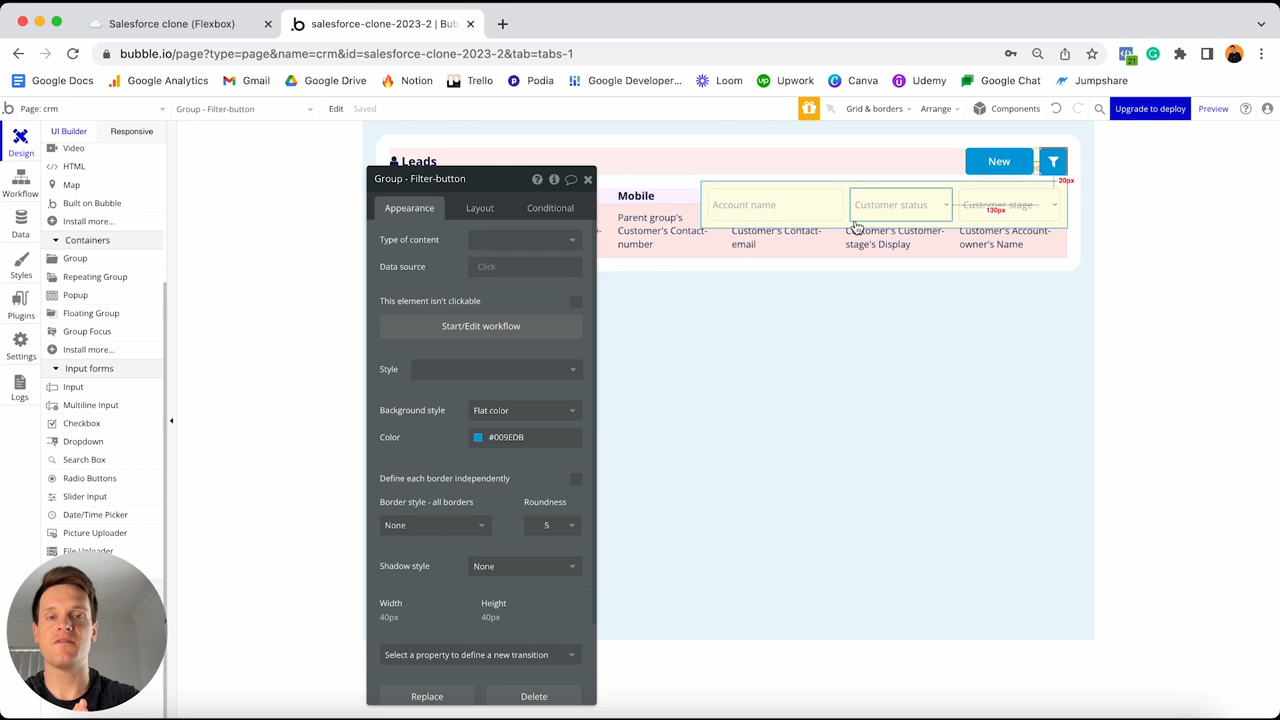 Salesforce clone (Flexbox)
salesforce-clone-2023-2 | Bub
bubble.io/page?type=page&name=crm&id=salesforce-clone-2023-2&tab=tabs-1
21
Google Docs
Google Analytics
Gmail
Google Drive
Notion
Trello
Podia
Google Developer...
Loom
Upwork
Canva
Udemy
Google Chat
Jumpshare
Page: crm
Group - Filter-button
Edit
Saved
Grid & borders
Arrange
Components
Upgrade to deploy
Preview
Design
Workflow
Data
Styles
Plugins
Settings
Logs
UI Builder
Responsive
Video
HTML
Map
Built on Bubble
Install more...
Containers
Group
Repeating Group
Popup
Floating Group
Group Focus
Install more...
Input forms
Input
Multiline Input
Checkbox
Dropdown
Search Box
Radio Buttons
Slider Input
Date/Time Picker
Picture Uploader
File Uploader
Group - Filter-button
Appearance
Layout
Conditional
Type of content
Data source
Click
This element isn't clickable
Start/Edit workflow
Style
Background style
Flat color
Color
#009EDB
Define each border independently
Border style - all borders
Roundness
None
5
Shadow style
None
Width
Height
40px
40px
Select a property to define a new transition
Replace
Delete
Leads
New
20px
Mobile
Account name
Customer status
Customer stage
130px
Parent group's
Customer's Contact-
number
Customer's Contact-
email
Customer's Customer-
stage's Display
Customer's Account-
owner's Name